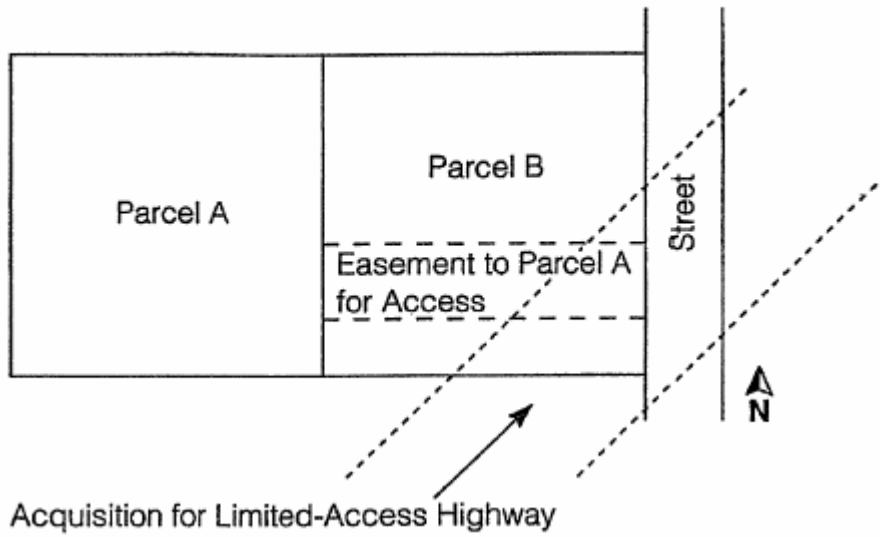 Parcel A
Parcel B
Street
Easement to Parcel A
for Access
N
Acquisition for Limited-Access Highway